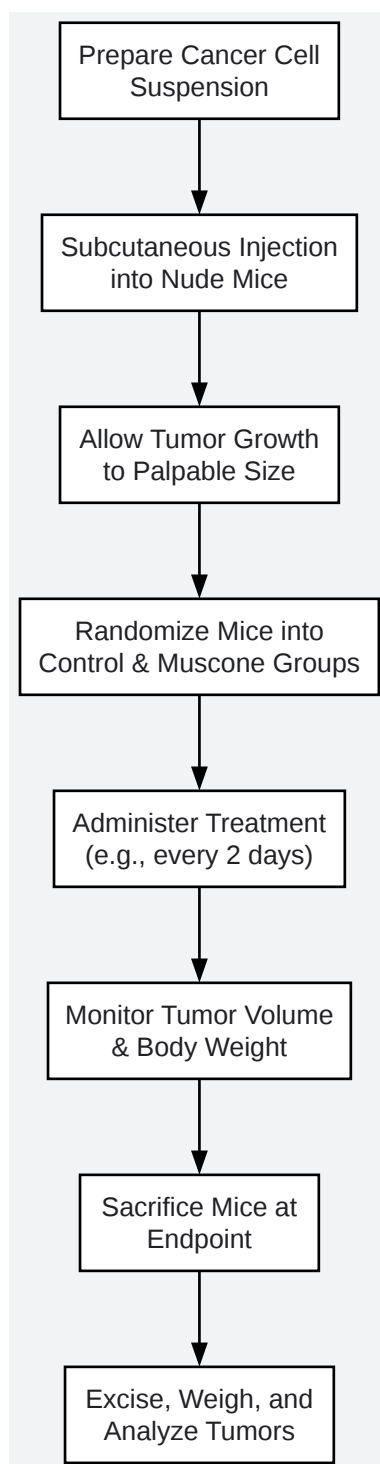 Prepare Cancer Cell
Suspension
Subcutaneous Injection
into Nude Mice
Allow Tumor Growth
to Palpable Size
Randomize Mice into
Control & Muscone Groups
Administer Treatment
(e.g., every 2 days)
Monitor Tumor Volume
& Body Weight
Sacrifice Mice at
Endpoint
Excise, Weigh, and
Analyze Tumors